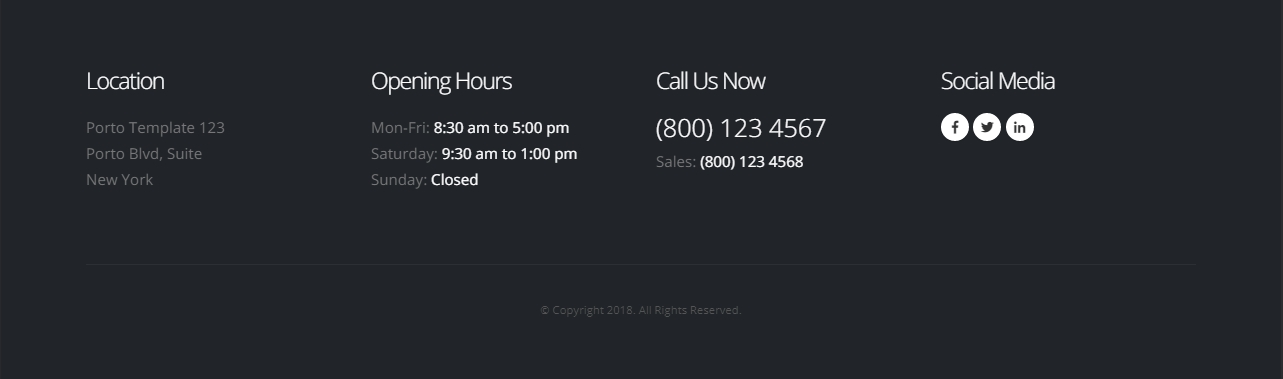 Location
Porto Template 123
Porto Blvd, Suite
New York
Opening Hours
Mon-Fri: 8:30 am to 5:00 pm
Saturday: 9:30 am to 1:00 pm
Sunday: Closed
Call Us Now
(800) 123 4567
Sales: (800) 123 4568
Social Media
© Copyright 2018. All Rights Reserved.